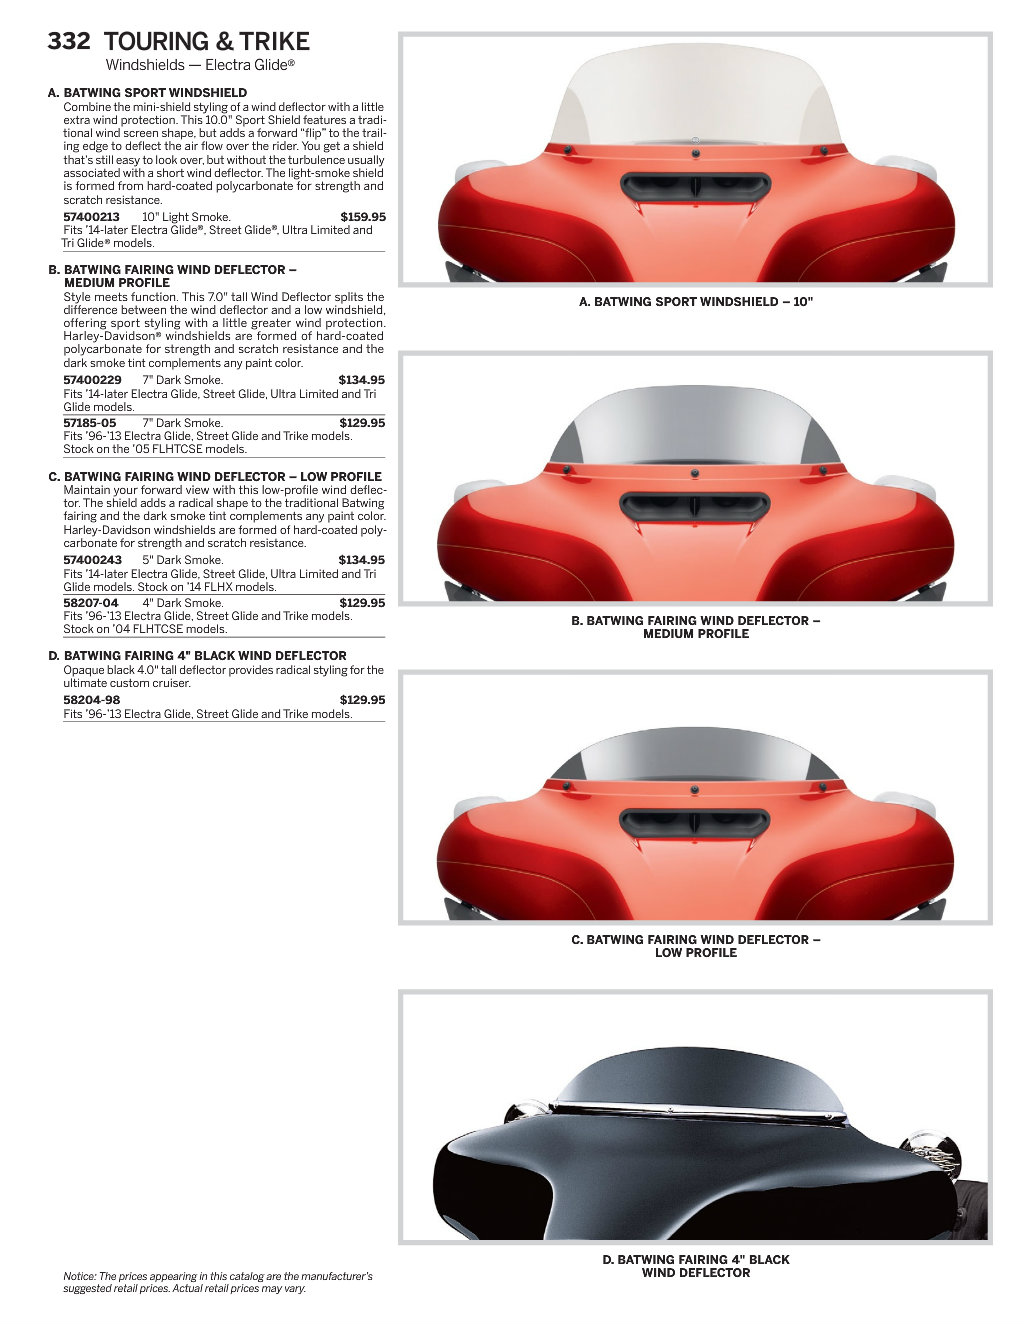 332 TOURING & TRIKE
Windshields — Electra Glide®
A. BATWING SPORT WINDSHIELD
Combine the mini-shield styling of a wind deflector with a little
extra wind protection. This 10.0" Sport Shield features a tradi-
tional wind screen shape, but adds a forward “flip” to the trail-
ing edge to deflect the air flow over the rider. You get a shield
that’s still easy to look over, but without the turbulence usually
associated with a short wind deflector. The light-smoke shield
is formed from hard-coated polycarbonate for strength and
scratch resistance.
57400213 10" Light Smoke. $159.95
Fits ’14-later Electra Glide®, Street Glide®, Ultra Limited and
Tri Glide® models.
B. BATWING FAIRING WIND DEFLECTOR –
MEDIUM PROFILE
Style meets function. This 7.0" tall Wind Deflector splits the
difference between the wind deflector and a low windshield,
offering sport styling with a little greater wind protection.
Harley-Davidson® windshields are formed of hard-coated
polycarbonate for strength and scratch resistance and the
dark smoke tint complements any paint color.
57400229 7" Dark Smoke. $134.95
Fits ’14-later Electra Glide, Street Glide, Ultra Limited and Tri
Glide models.
57185-05 7" Dark Smoke. $129.95
Fits ’96-’13 Electra Glide, Street Glide and Trike models.
Stock on the ’05 FLHTCSE models.
C. BATWING FAIRING WIND DEFLECTOR – LOW PROFILE
Maintain your forward view with this low-profile wind deflec-
tor. The shield adds a radical shape to the traditional Batwing
fairing and the dark smoke tint complements any paint color.
Harley-Davidson windshields are formed of hard-coated poly-
carbonate for strength and scratch resistance.
57400243 5" Dark Smoke. $134.95
Fits ’14-later Electra Glide, Street Glide, Ultra Limited and Tri
Glide models. Stock on ’14 FLHX models.
58207-04 4" Dark Smoke. $129.95
Fits ’96-’13 Electra Glide, Street Glide and Trike models.
Stock on ’04 FLHTCSE models.
D. BATWING FAIRING 4" BLACK WIND DEFLECTOR
Opaque black 4.0" tall deflector provides radical styling for the
ultimate custom cruiser.
58204-98 $129.95
Fits ’96-’13 Electra Glide, Street Glide and Trike models.
Notice: The prices appearing in this catalog are the manufacturer’s
suggested retail prices. Actual retail prices may vary.
A. BATWING SPORT WINDSHIELD – 10"
B. BATWING FAIRING WIND DEFLECTOR –
MEDIUM PROFILE
C. BATWING FAIRING WIND DEFLECTOR –
LOW PROFILE
D. BATWING FAIRING 4" BLACK
WIND DEFLECTOR